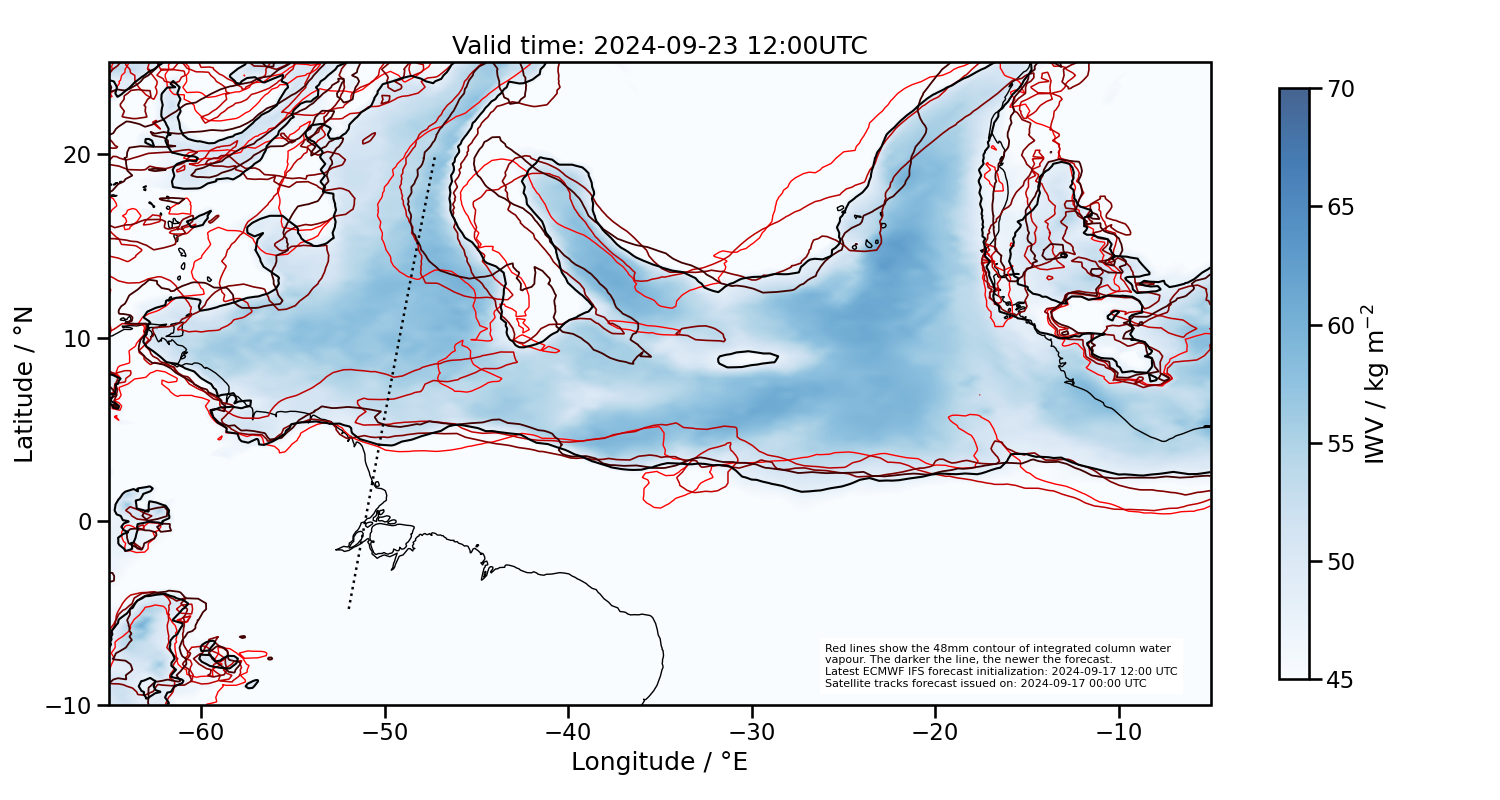 Valid time: 2024-09-23 12:00UTC
70
65
60
55
50
45
IWV / kg m⁻²
20
10
0
−10
Latitude / °N
−60
−50
−40
−30
−20
−10
Longitude / °E
Red lines show the 48mm contour of integrated column water
vapour. The darker the line, the newer the forecast.
Latest ECMWF IFS forecast initialization: 2024-09-17 12:00 UTC
Satellite tracks forecast issued on: 2024-09-17 00:00 UTC